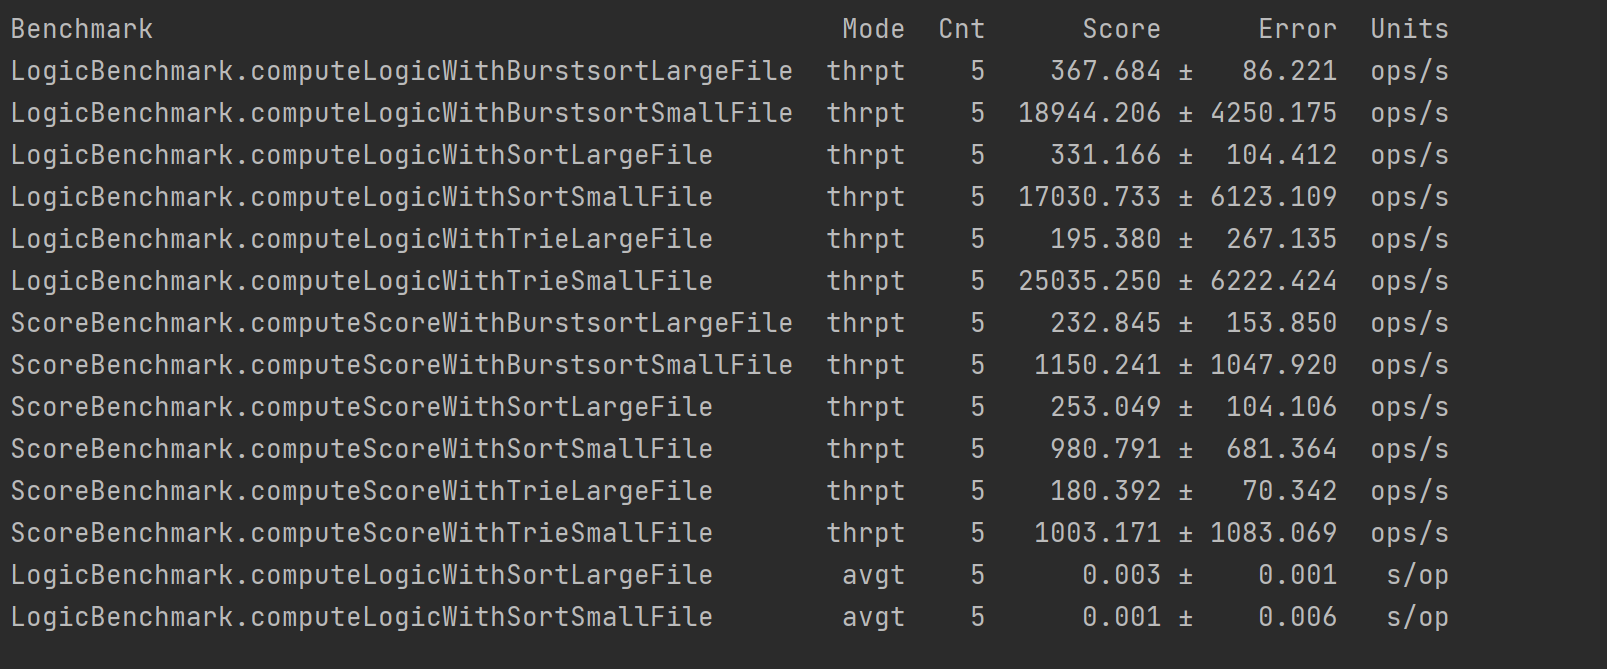 Benchmark Mode Cnt Score Error Units
LogicBenchmark.computeLogicWithBurstsortLargeFile thrpt 5 367.684 ± 86.221 ops/s
LogicBenchmark.computeLogicWithBurstsortSmallFile thrpt 5 18944.206 ± 4250.175 ops/s
LogicBenchmark.computeLogicWithSortLargeFile thrpt 5 331.166 ± 104.412 ops/s
LogicBenchmark.computeLogicWithSortSmallFile thrpt 5 17030.733 ± 6123.109 ops/s
LogicBenchmark.computeLogicWithTrieLargeFile thrpt 5 195.380 ± 267.135 ops/s
LogicBenchmark.computeLogicWithTrieSmallFile thrpt 5 25035.250 ± 6222.424 ops/s
ScoreBenchmark.computeScoreWithBurstsortLargeFile thrpt 5 232.845 ± 153.850 ops/s
ScoreBenchmark.computeScoreWithBurstsortSmallFile thrpt 5 1150.241 ± 1047.920 ops/s
ScoreBenchmark.computeScoreWithSortLargeFile thrpt 5 253.049 ± 104.106 ops/s
ScoreBenchmark.computeScoreWithSortSmallFile thrpt 5 980.791 ± 681.364 ops/s
ScoreBenchmark.computeScoreWithTrieLargeFile thrpt 5 180.392 ± 70.342 ops/s
ScoreBenchmark.computeScoreWithTrieSmallFile thrpt 5 1003.171 ± 1083.069 ops/s
LogicBenchmark.computeLogicWithSortLargeFile avgt 5 0.003 ± 0.001 s/op
LogicBenchmark.computeLogicWithSortSmallFile avgt 5 0.001 ± 0.006 s/op